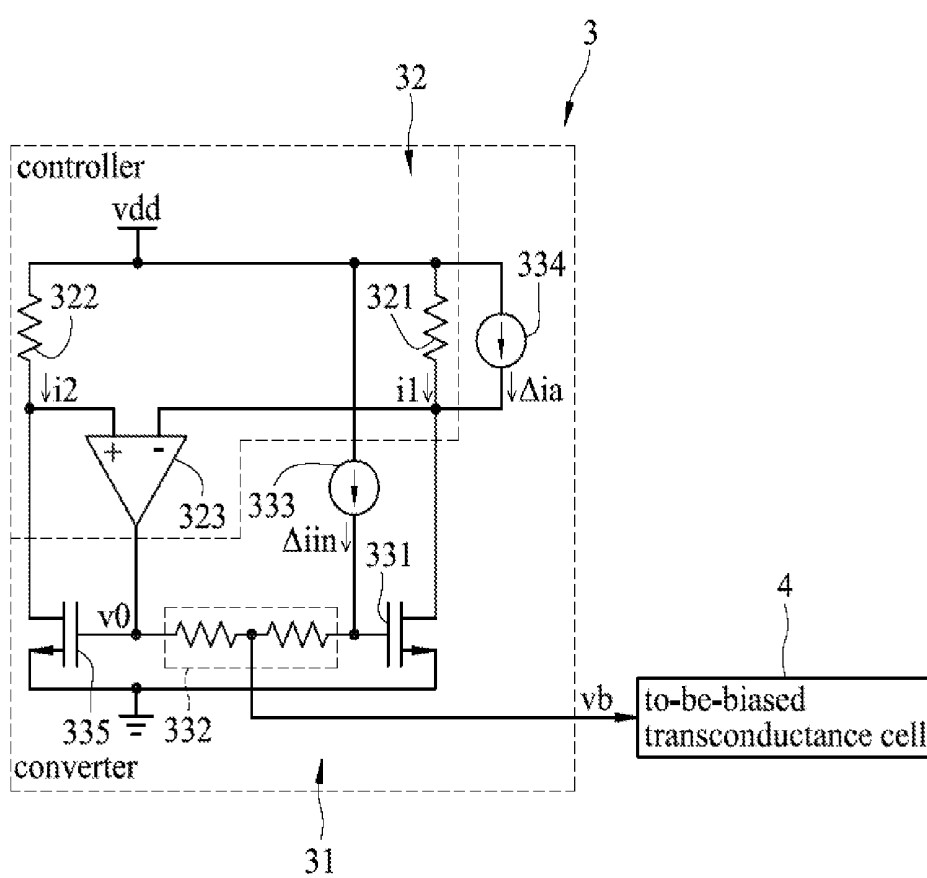 3
32
controller
vdd
334
322
321
i2
i1
Δia
+
-
323
333
Δiin
331
v0
4
335
332
vb
to-be-biased
transconductance cell
converter
31